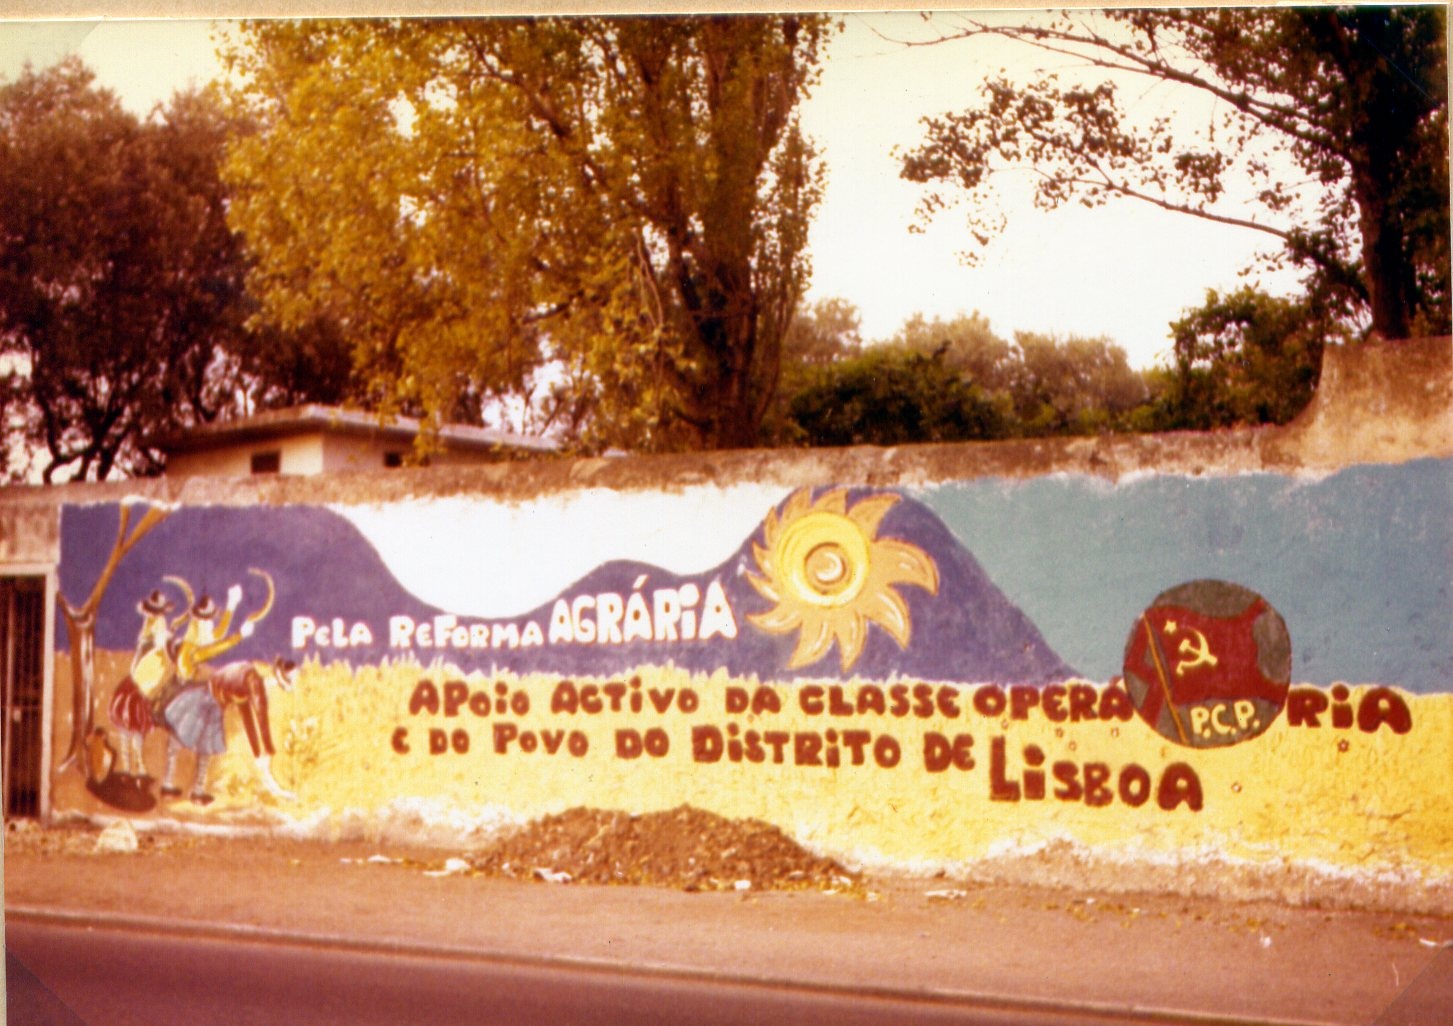 PeLA ReFoRMA AGRÁRiA
APoio ACTiVO DA CLASSE OPERÁRiA
E DO POVO DO DiSTRiTO DE LiSBOA
P.C.P.